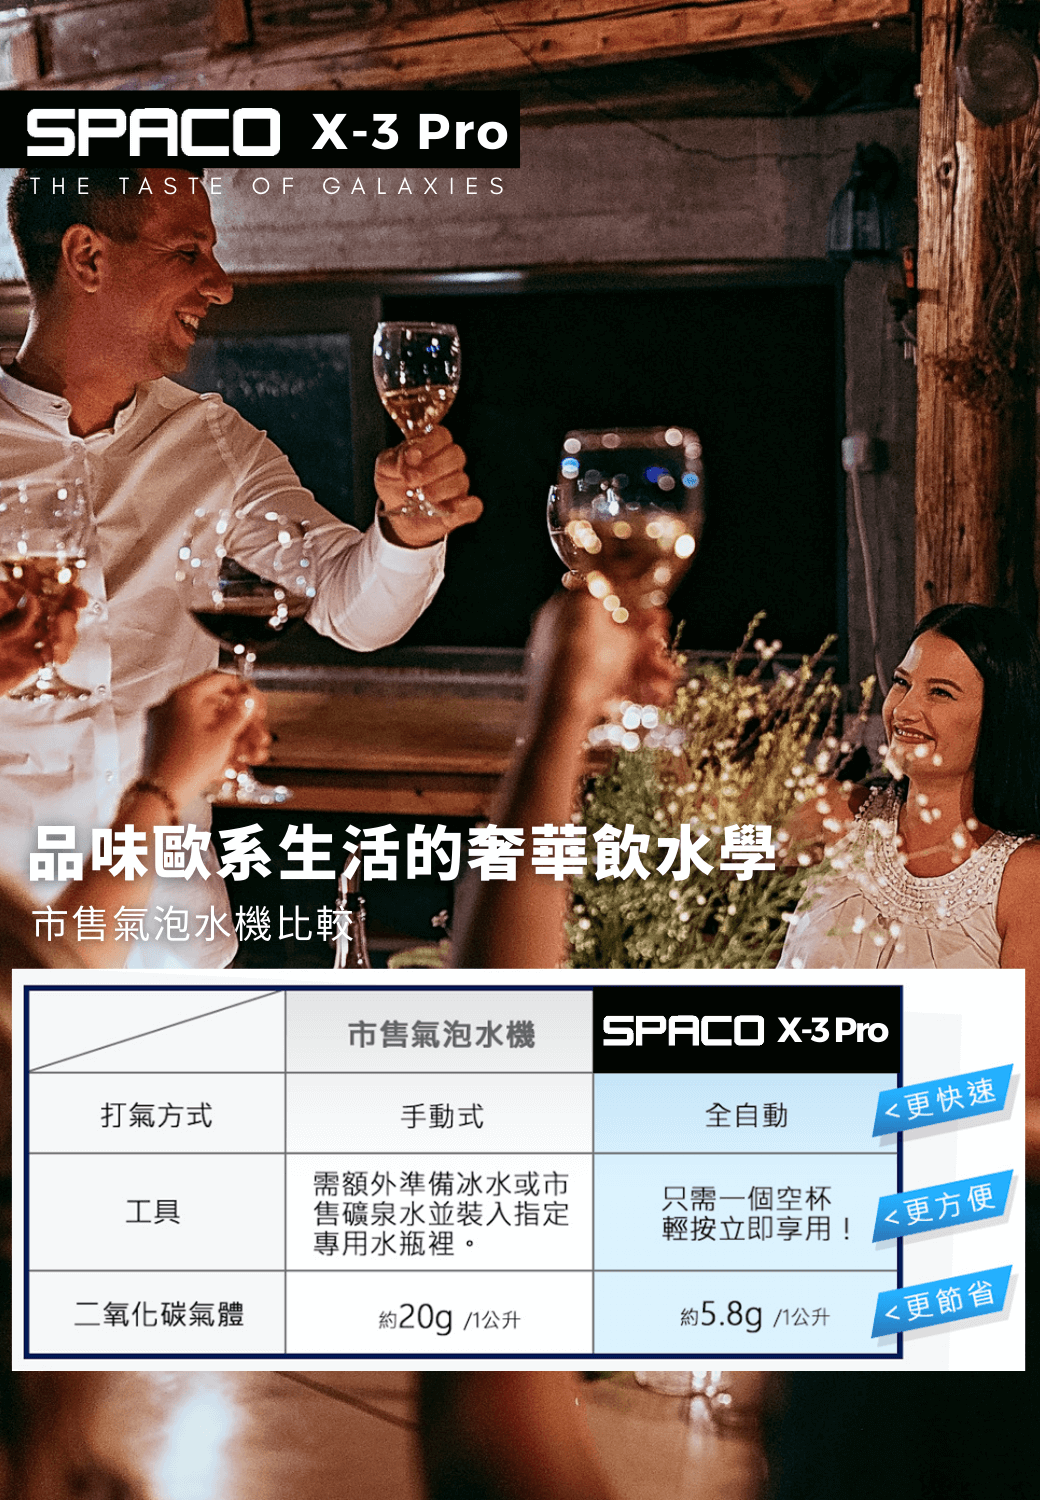 SPACO X-3 Pro
THE TASTE OF GALAXIES
品味歐系生活的奢華飲水學
市售氣泡水機比較
市售氣泡水機
SPACO X-3 Pro
打氣方式
手動式
全自動
<更快速
工具
需額外準備冰水或市
售礦泉水並裝入指定
專用水瓶裡。
只需一個空杯
輕按立即享用！
<更方便
二氧化碳氣體
約20g /1公升
約5.8g /1公升
<更節省